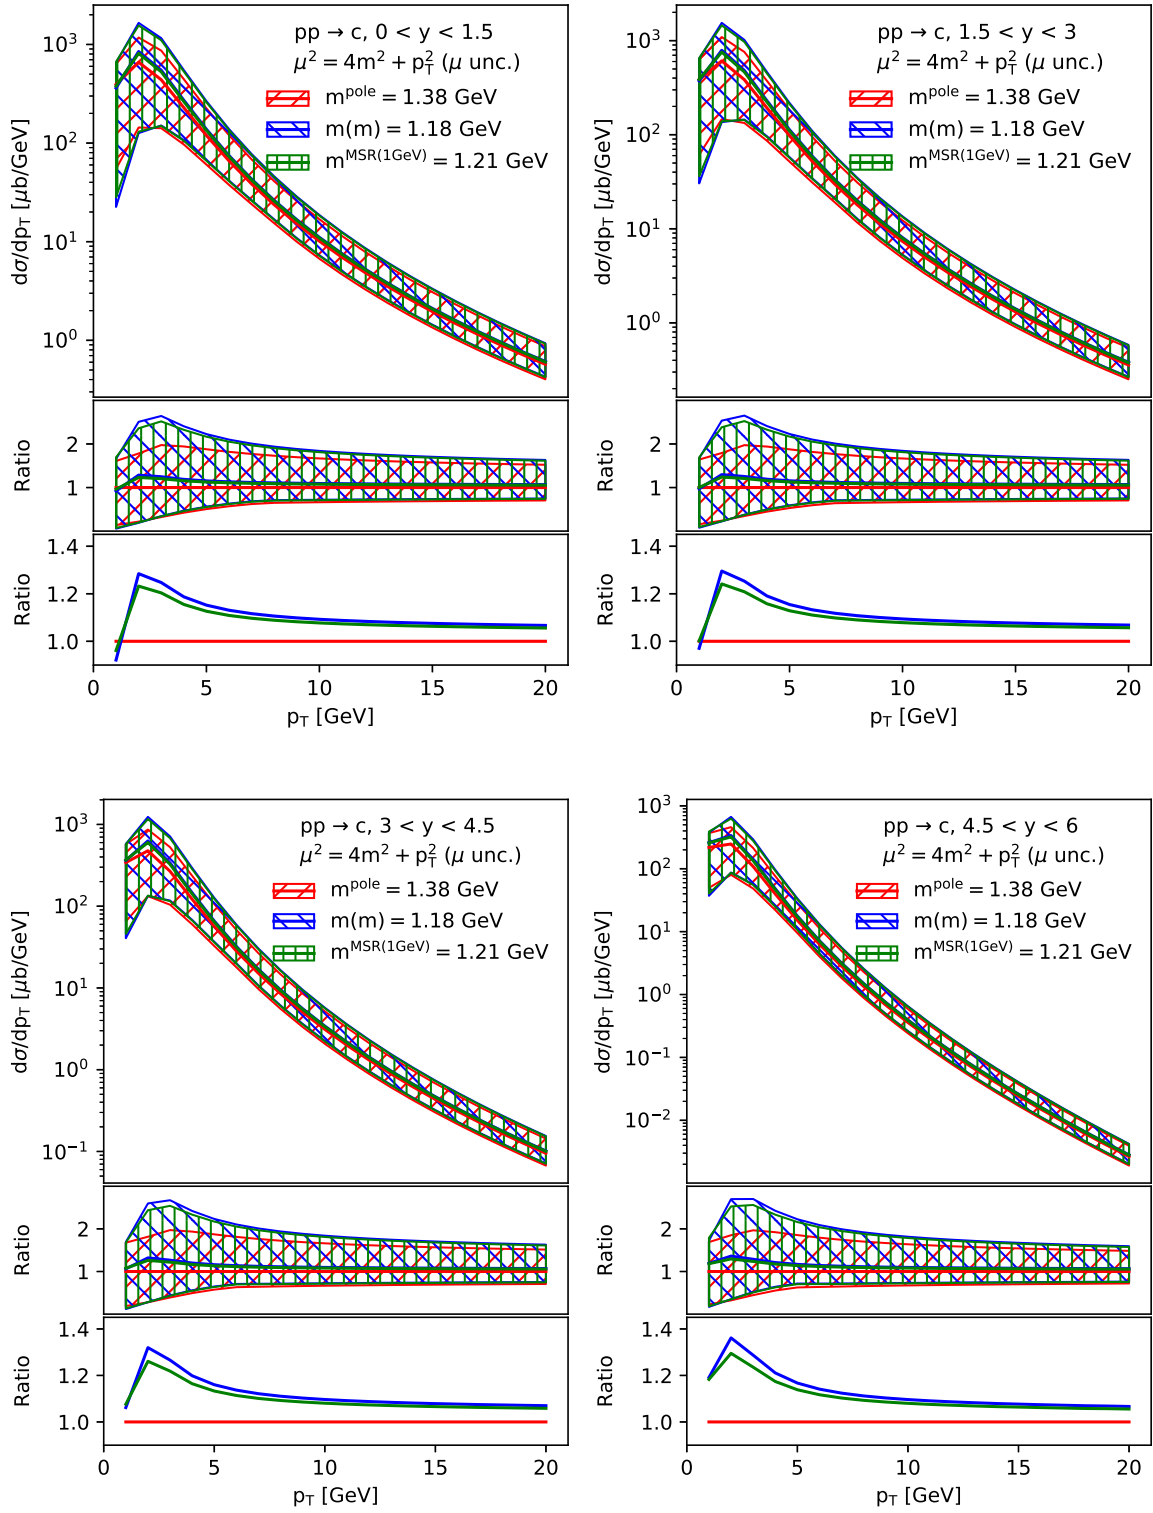 pp → c, 0 < y < 1.5
μ² = 4m² + p_T² (μ unc.)
m^pole = 1.38 GeV
m(m) = 1.18 GeV
m^MSR(1GeV) = 1.21 GeV
dσ/dp_T [μb/GeV]
10³
10²
10¹
10⁰
Ratio
2
1
Ratio
1.4
1.2
1.0
0 5 10 15 20
p_T [GeV]
pp → c, 1.5 < y < 3
μ² = 4m² + p_T² (μ unc.)
m^pole = 1.38 GeV
m(m) = 1.18 GeV
m^MSR(1GeV) = 1.21 GeV
dσ/dp_T [μb/GeV]
10³
10²
10¹
10⁰
Ratio
2
1
Ratio
1.4
1.2
1.0
0 5 10 15 20
p_T [GeV]
pp → c, 3 < y < 4.5
μ² = 4m² + p_T² (μ unc.)
m^pole = 1.38 GeV
m(m) = 1.18 GeV
m^MSR(1GeV) = 1.21 GeV
dσ/dp_T [μb/GeV]
10³
10²
10¹
10⁰
10⁻¹
Ratio
2
1
Ratio
1.4
1.2
1.0
0 5 10 15 20
p_T [GeV]
pp → c, 4.5 < y < 6
μ² = 4m² + p_T² (μ unc.)
m^pole = 1.38 GeV
m(m) = 1.18 GeV
m^MSR(1GeV) = 1.21 GeV
dσ/dp_T [μb/GeV]
10³
10²
10¹
10⁰
10⁻¹
10⁻²
Ratio
2
1
Ratio
1.4
1.2
1.0
0 5 10 15 20
p_T [GeV]